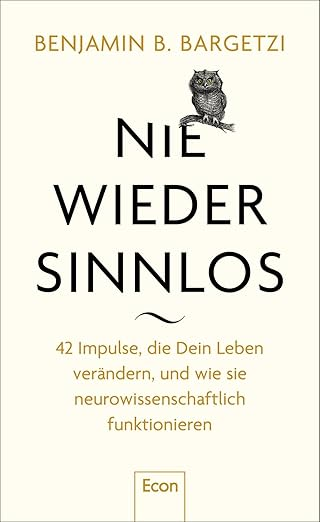 BENJAMIN B. BARGETZI
NIE
WIEDER
SINNLOS
42 Impulse, die Dein Leben
verändern, und wie sie
neurowissenschaftlich
funktionieren
Econ